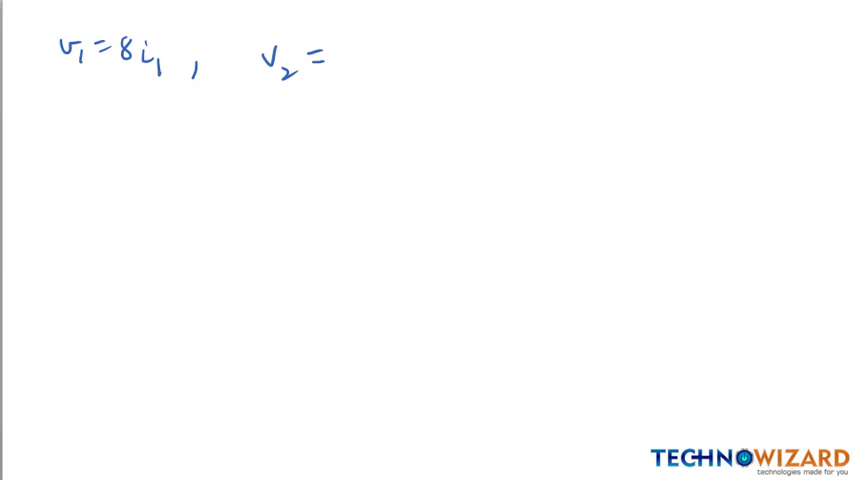 v₁ = 8i₁ , v₂ =
TECHNOWIZARD
technologies made for you